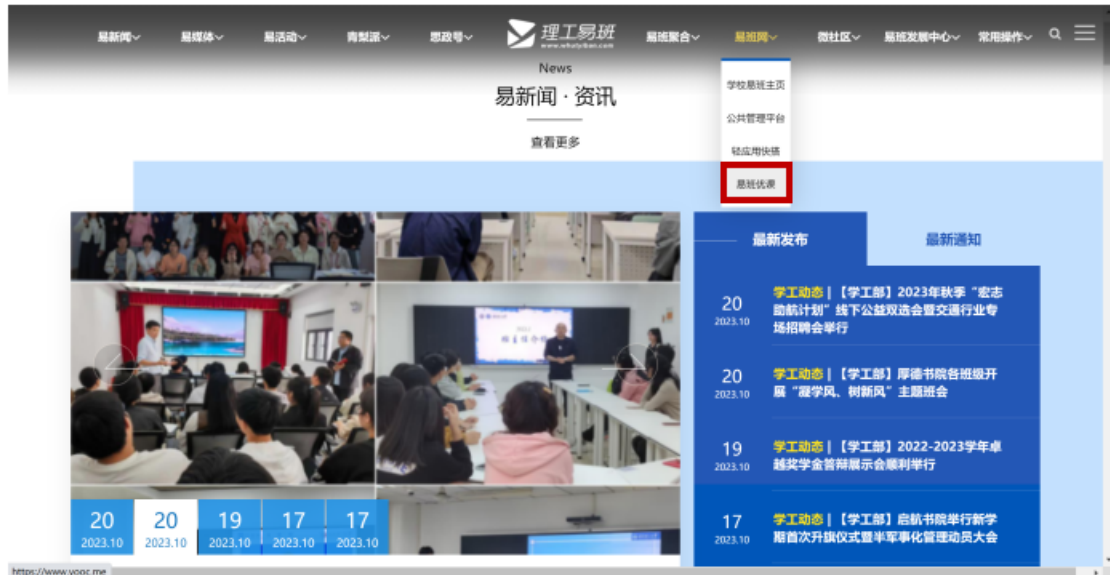 易新闻
易媒体
易活动
青梨派
思政号
理工易班
www.whutyiban.com
易班聚合
易班网
微社区
易班发展中心
常用操作
News
易新闻·资讯
查看更多
学校易班主页
公共管理平台
轻应用快搭
易班优课
最新发布
最新通知
20
2023.10
学工动态 | 【学工部】2023年秋季“宏志
助航计划”线下公益双选会暨交通行业专
场招聘会举行
20
2023.10
学工动态 | 【学工部】厚德书院各班级开
展“凝学风、树新风”主题班会
19
2023.10
学工动态 | 【学工部】2022-2023学年卓
越奖学金答辩展示会顺利举行
17
2023.10
学工动态 | 【学工部】启航书院举行新学
期首次升旗仪式暨半军事化管理动员大会
20
2023.10
20
2023.10
19
2023.10
17
2023.10
17
2023.10
https://www.yooc.me